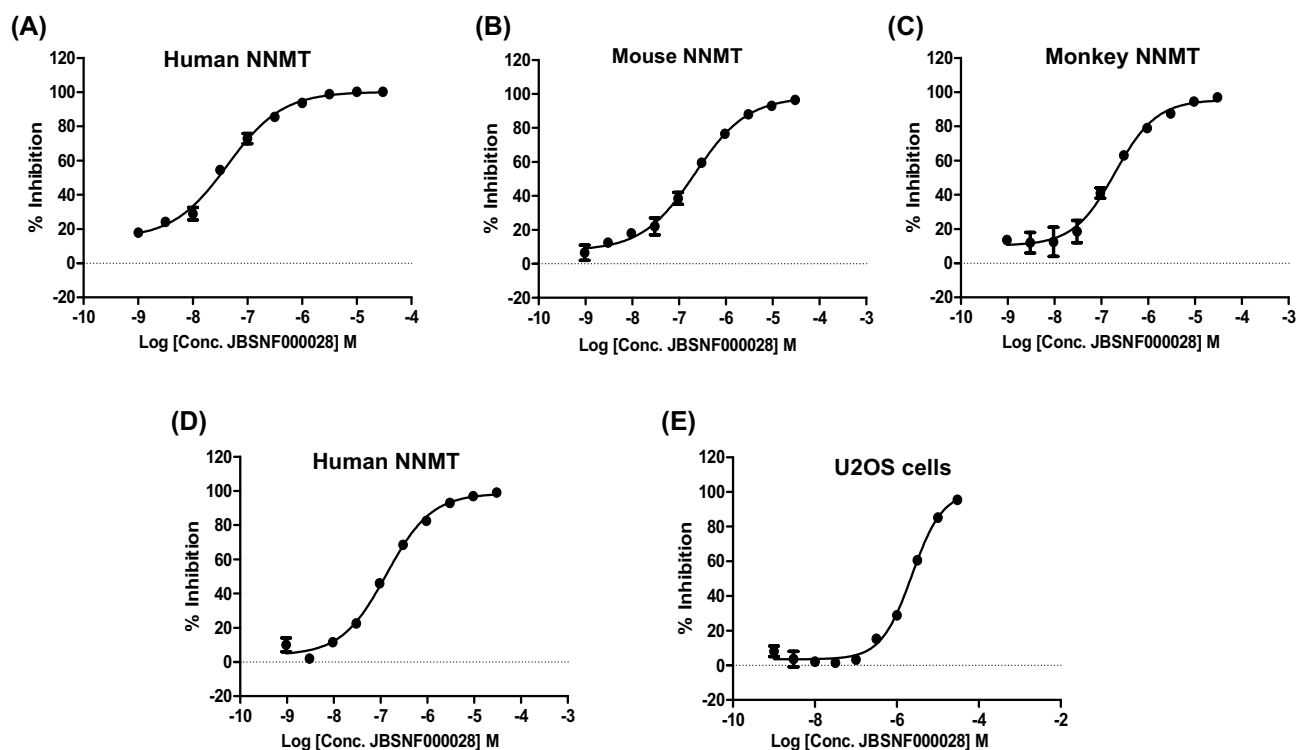 (A)
Human NNMT
% Inhibition
120
100
80
60
40
20
0
-20
-10 -9 -8 -7 -6 -5 -4
Log [Conc. JBSNF000028] M
(B)
Mouse NNMT
% Inhibition
120
100
80
60
40
20
0
-20
-10 -9 -8 -7 -6 -5 -4 -3
Log [Conc. JBSNF000028] M
(C)
Monkey NNMT
% Inhibition
120
100
80
60
40
20
0
-20
-10 -9 -8 -7 -6 -5 -4 -3
Log [Conc. JBSNF000028] M
(D)
Human NNMT
% Inhibition
120
100
80
60
40
20
0
-20
-10 -9 -8 -7 -6 -5 -4 -3
Log [Conc. JBSNF000028] M
(E)
U2OS cells
% Inhibition
120
100
80
60
40
20
0
-20
-10 -8 -6 -4 -2
Log [Conc. JBSNF000028] M